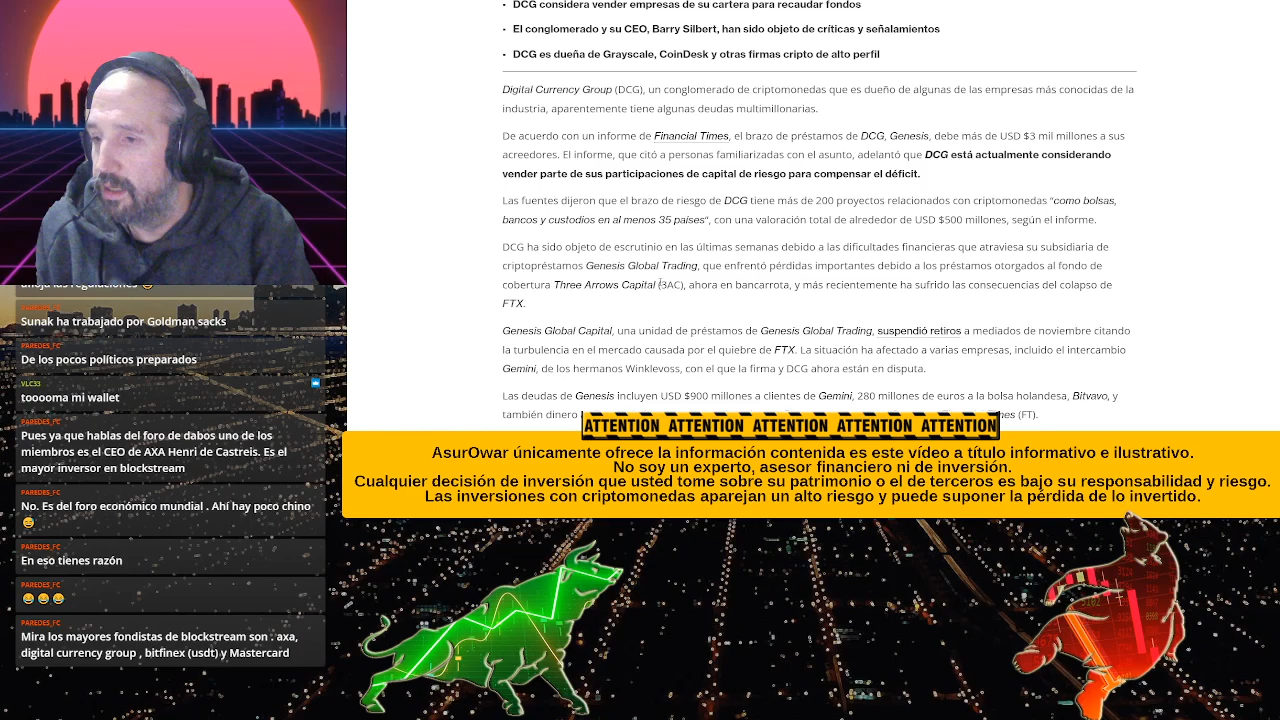 DCG considera vender empresas de su cartera para recaudar fondos
El conglomerado y su CEO, Barry Silbert, han sido objeto de críticas y señalamientos
DCG es dueña de Grayscale, CoinDesk y otras firmas cripto de alto perfil
Digital Currency Group (DCG), un conglomerado de criptomonedas que es dueño de algunas de las empresas más conocidas de la
industria, aparentemente tiene algunas deudas multimillonarias.
De acuerdo con un informe de Financial Times, el brazo de préstamos de DCG, Genesis, debe más de USD $3 mil millones a sus
acreedores. El informe, que citó a personas familiarizadas con el asunto, adelantó que DCG está actualmente considerando
vender parte de sus participaciones de capital de riesgo para compensar el déficit.
Las fuentes dijeron que el brazo de riesgo de DCG tiene más de 200 proyectos relacionados con criptomonedas "como bolsas,
bancos y custodios en al menos 35 países", con una valoración total de alrededor de USD $500 millones, según el informe.
DCG ha sido objeto de escrutinio en las últimas semanas debido a las dificultades financieras que atraviesa su subsidiaria de
criptopréstamos Genesis Global Trading, que enfrentó pérdidas importantes debido a los préstamos otorgados al fondo de
cobertura Three Arrows Capital (3AC), ahora en bancarrota, y más recientemente ha sufrido las consecuencias del colapso de
FTX.
Genesis Global Capital, una unidad de préstamos de Genesis Global Trading, suspendió retiros a mediados de noviembre citando
la turbulencia en el mercado causada por el quiebre de FTX. La situación ha afectado a varias empresas, incluido el intercambio
Gemini, de los hermanos Winklevoss, con el que la firma y DCG ahora están en disputa.
Las deudas de Genesis incluyen USD $900 millones a clientes de Gemini, 280 millones de euros a la bolsa holandesa, Bitvavo, y
también dinero
(FT).
las regulaciones
PAREDES_FC
Sunak ha trabajado por Goldman sacks
PAREDES_FC
De los pocos políticos preparados
VLC33
tooooma mi wallet
PAREDES_FC
Pues ya que hablas del foro de dabos uno de los
miembros es el CEO de AXA Henri de Castreis. Es el
mayor inversor en blockstream
PAREDES_FC
No. Es del foro económico mundial . Ahí hay poco chino
😄
PAREDES_FC
En eso tienes razón
PAREDES_FC
😄 😄 😄
PAREDES_FC
Mira los mayores fondistas de blockstream son . axa,
digital currency group , bitfinex (usdt) y Mastercard
ATTENTION ATTENTION ATTENTION ATTENTION ATTENTION
AsurOwar únicamente ofrece la información contenida es este vídeo a título informativo e ilustrativo.
No soy un experto, asesor financiero ni de inversión.
Cualquier decisión de inversión que usted tome sobre su patrimonio o el de terceros es bajo su responsabilidad y riesgo.
Las inversiones con criptomonedas aparejan un alto riesgo y puede suponer la pérdida de lo invertido.